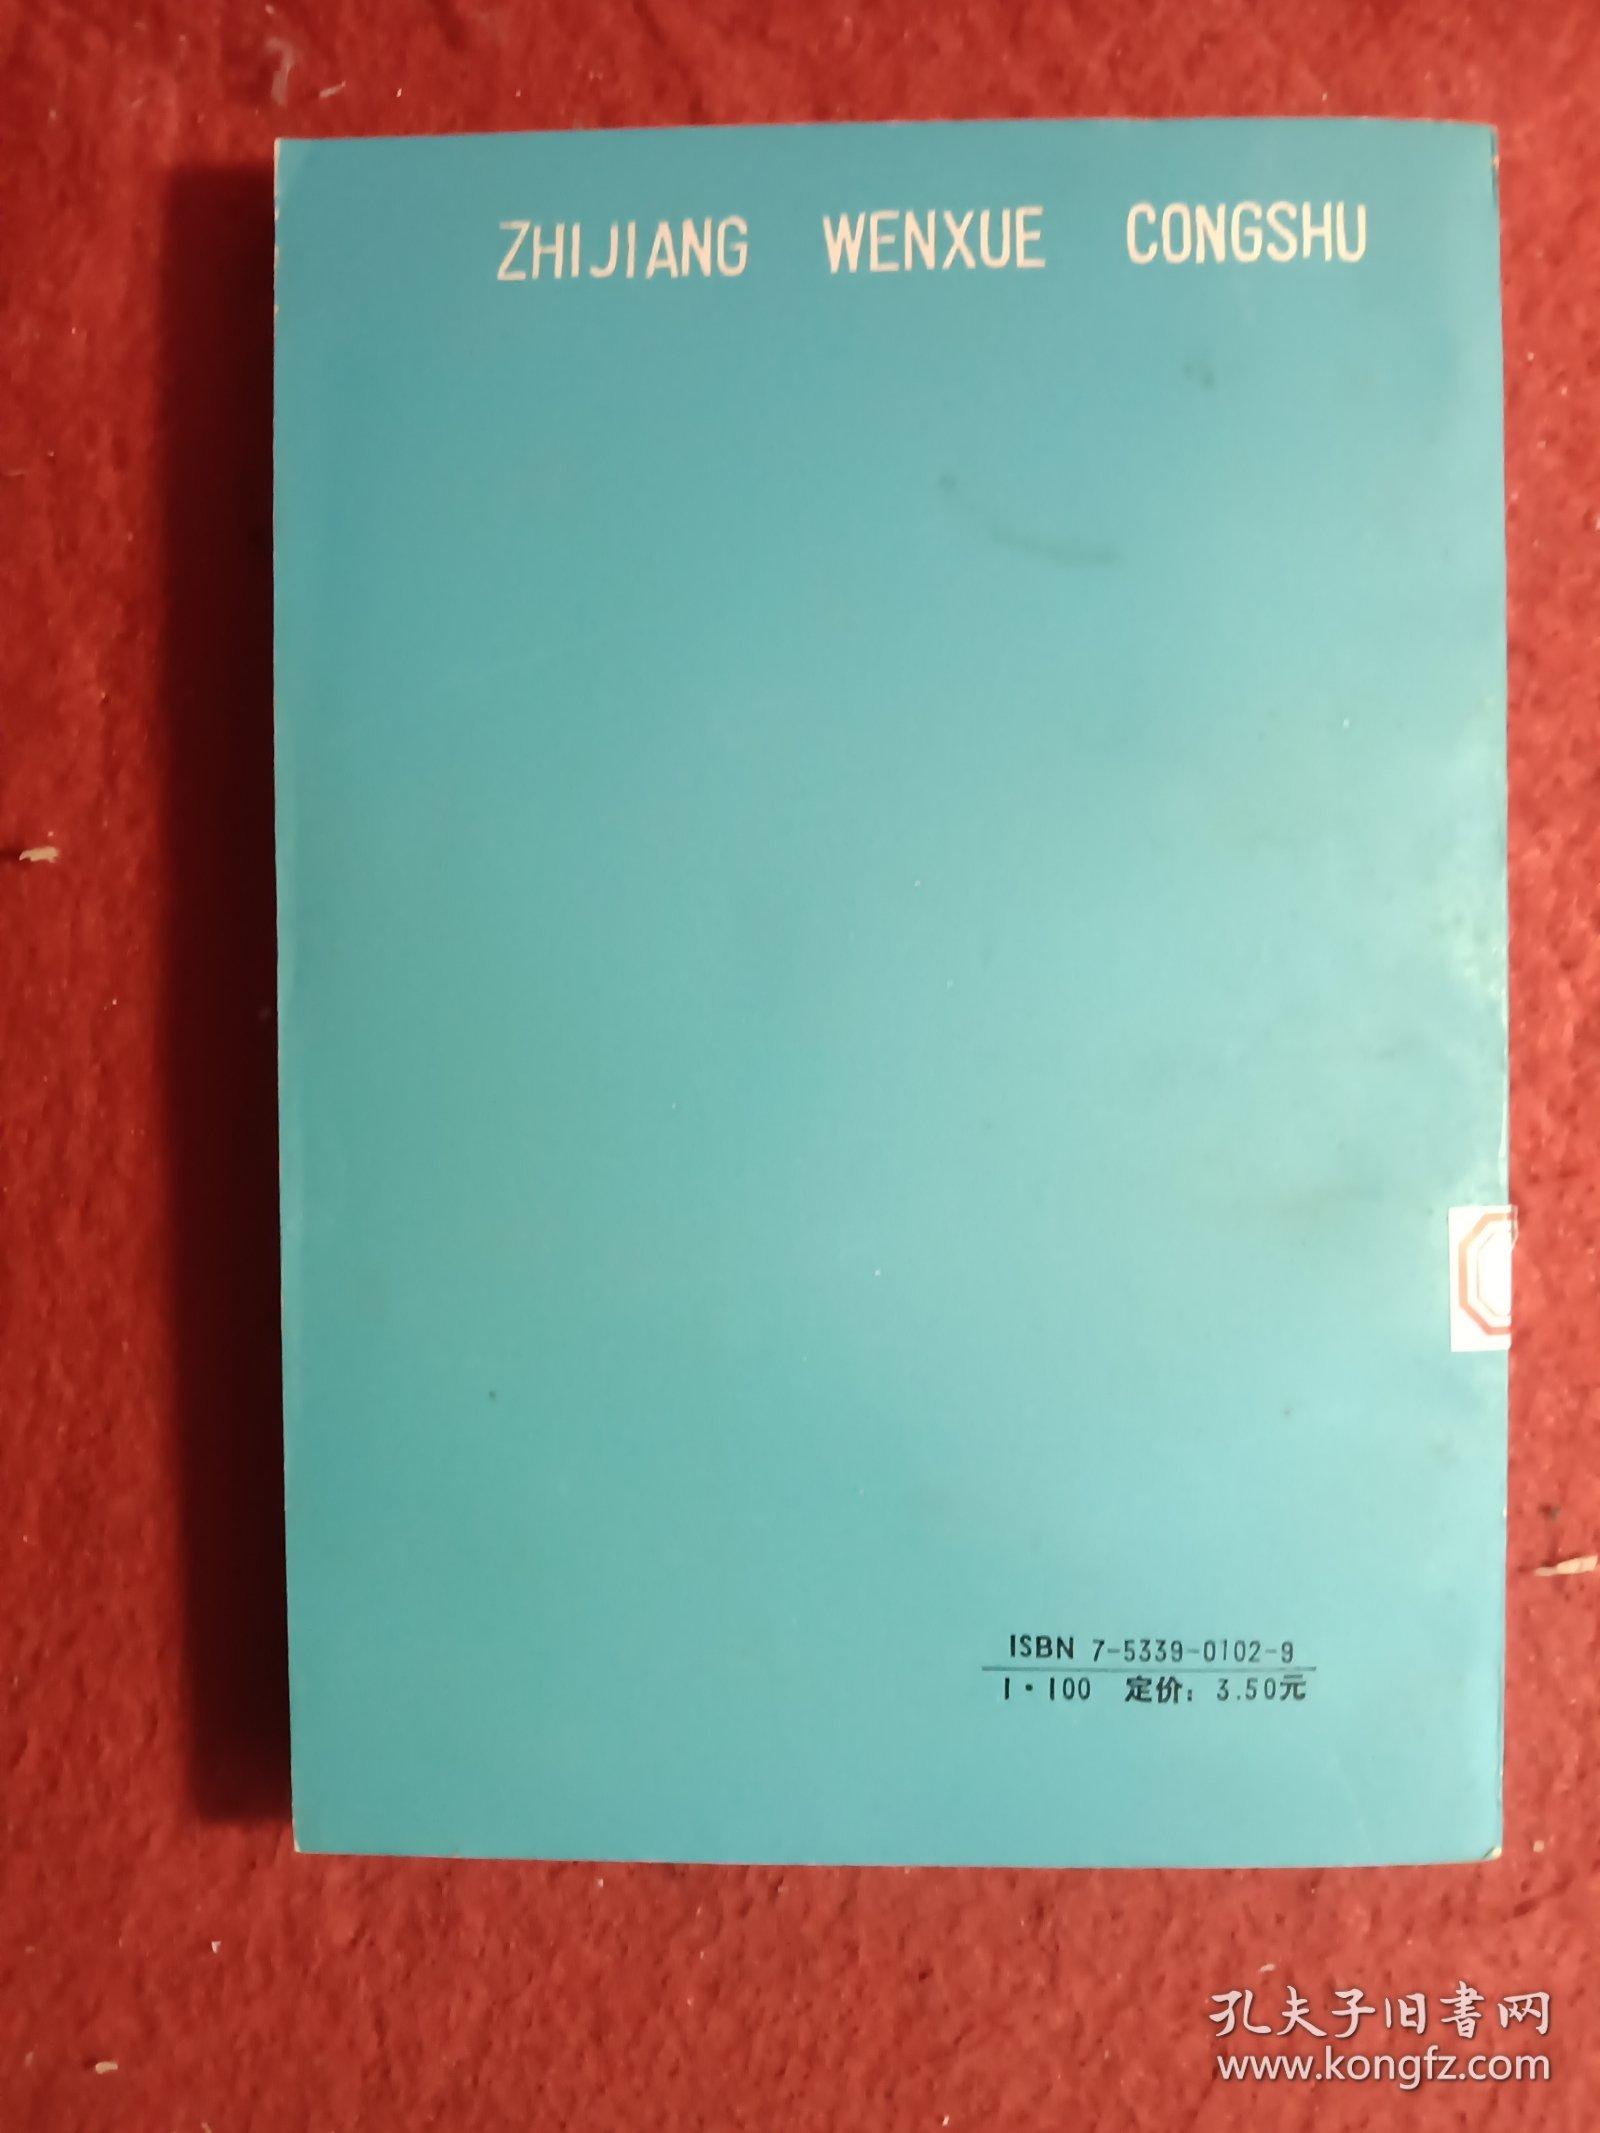 ZHIJIANG WENXUE CONGSHU
ISBN 7-5339-0102-9
I·100 定价: 3.50元
孔夫子旧书网
www.kongfz.com